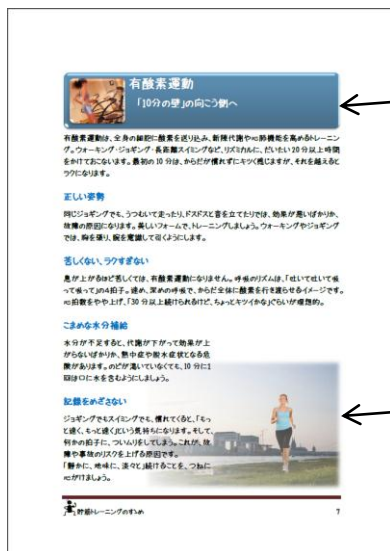 有酸素運動
「10分の壁」の向こう側へ
有酸素運動は、全身の細胞に酸素を送り込み、新陳代謝や心肺機能を高めるトレーニン
グ。ウォーキング・ジョギング・長距離スイミングなど、リズミカルに、だいたい20分以上時間
をかけておこないます。最初の10分は、からだが慣れずにキツく感じますが、それを越えると
ラクになります。
正しい姿勢
同じジョギングでも、うつむいて走ったり、ドスドスと音を立てたりでは、効果が悪いばかりか、
故障の原因になります。美しいフォームで、トレーニングしましょう。ウォーキングやジョギング
では、胸を張り、腕を意識して引くようにします。
苦しくない、ラクすぎない
息が上がるほど苦しくては、有酸素運動になりません。呼吸のリズムは、「吐いて吐いて吸
って吸って」の4拍子。速め、深めの呼吸で、からだ全体に酸素を行き渡らせるイメージです。
心拍数をやや上げ、「30分以上続けられるけど、ちょっとキツイかな」ぐらいが理想的。
こまめな水分補給
水分が不足すると、代謝が下がって効果が上
がらないばかりか、熱中症や脱水症状となる危
険があります。のどが渇いていなくても、10分に1
回は口に水を含むようにしましょう。
記録をめざさない
ジョギングでもスイミングでも、慣れてくると、「もっ
と速く、もっと遠く」という気持ちになります。そして、
何かの拍子に、つい、ムリをしてしまう。これが、故
障や事故のリスクを上げる原因です。
「静かに、地味に、淡々と」続けることを、つねに
心がけましょう。
貯筋トレーニングのすゝめ 7